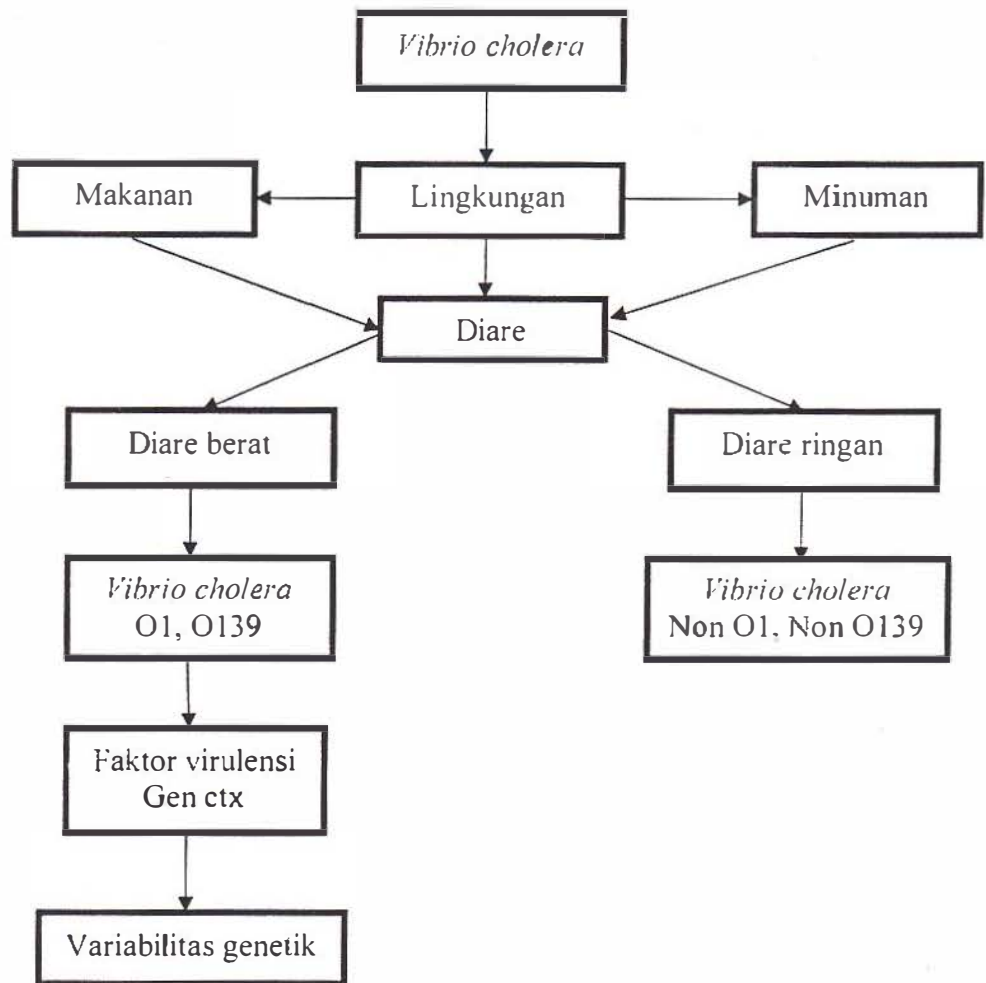 Vibrio cholera
Makanan
Lingkungan
Minuman
Diare
Diare berat
Diare ringan
Vibrio cholera
O1, O139
Vibrio cholera
Non O1, Non O139
Faktor virulensi
Gen ctx
Variabilitas genetik